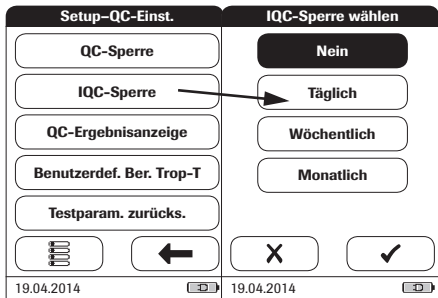 Setup-QC-Einst.
QC-Sperre
IQC-Sperre
QC-Ergebnisanzeige
Benutzerdef. Ber. Trop-T
Testparam. zurücks.
19.04.2014
IQC-Sperre wählen
Nein
Täglich
Wöchentlich
Monatlich
19.04.2014